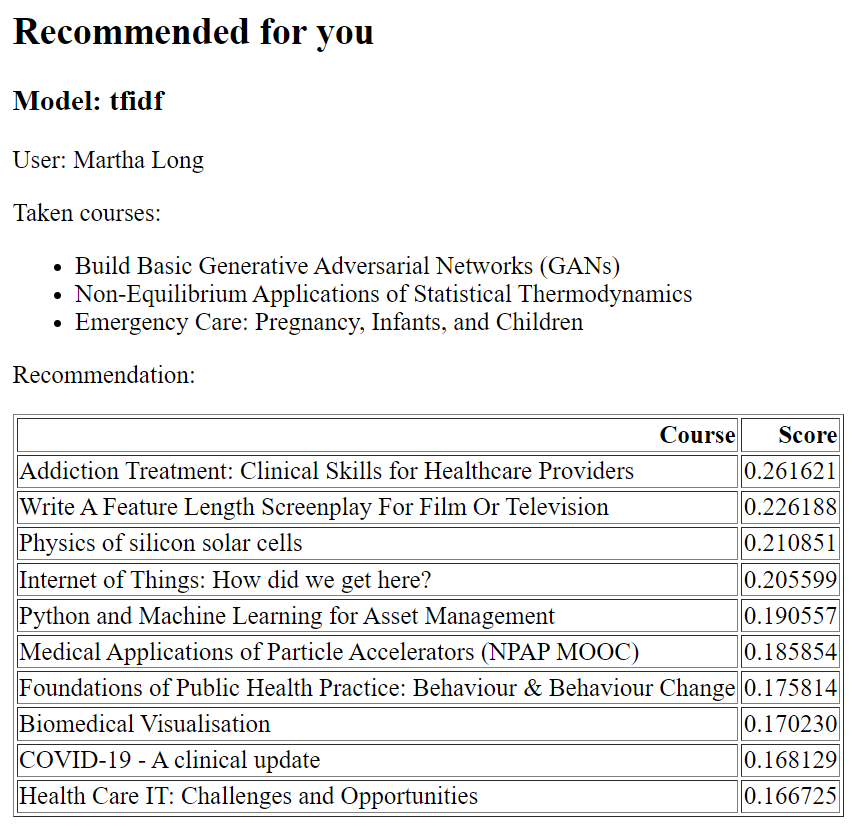 Recommended for you
Model: tfidf
User: Martha Long
Taken courses:
Build Basic Generative Adversarial Networks (GANs)
Non-Equilibrium Applications of Statistical Thermodynamics
Emergency Care: Pregnancy, Infants, and Children
Recommendation:
Course Score
Addiction Treatment: Clinical Skills for Healthcare Providers 0.261621
Write A Feature Length Screenplay For Film Or Television 0.226188
Physics of silicon solar cells 0.210851
Internet of Things: How did we get here? 0.205599
Python and Machine Learning for Asset Management 0.190557
Medical Applications of Particle Accelerators (NPAP MOOC) 0.185854
Foundations of Public Health Practice: Behaviour & Behaviour Change 0.175814
Biomedical Visualisation 0.170230
COVID-19 - A clinical update 0.168129
Health Care IT: Challenges and Opportunities 0.166725